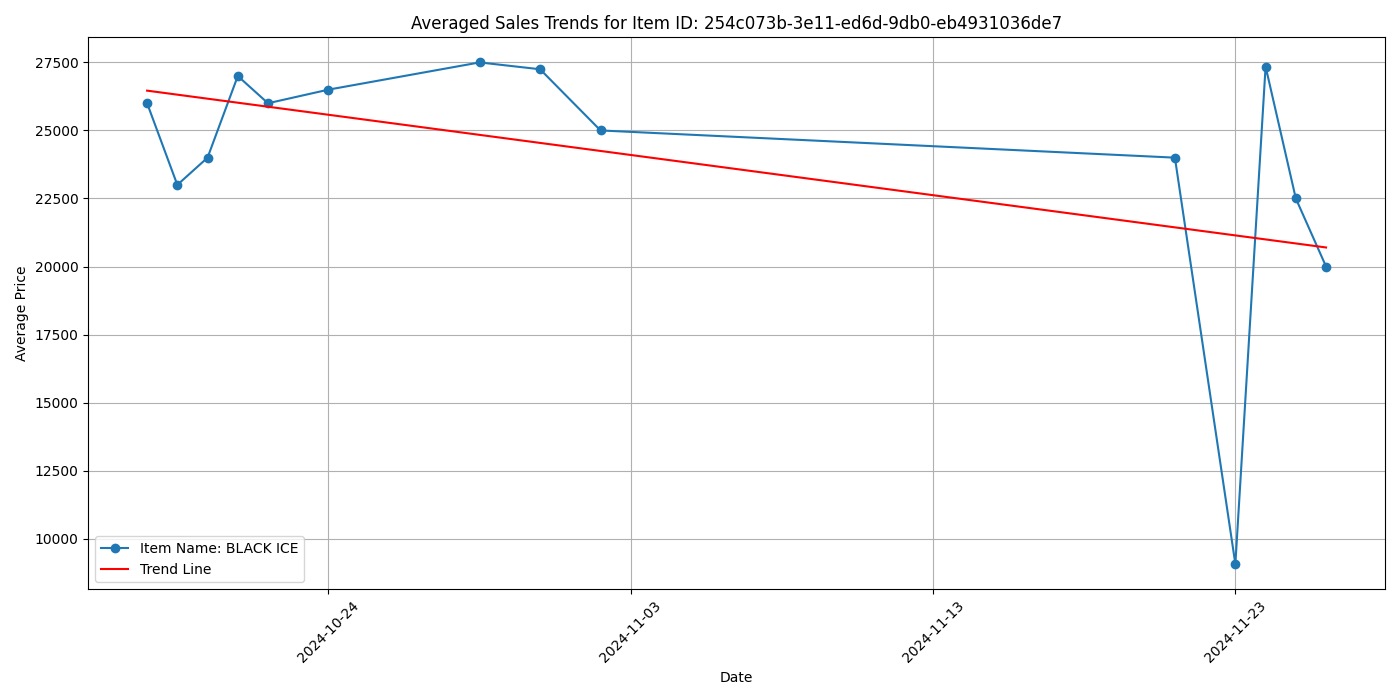 Averaged Sales Trends for Item ID: 254c073b-3e11-ed6d-9db0-eb4931036de7
27500
25000
22500
20000
17500
15000
12500
10000
Average Price
Item Name: BLACK ICE
Trend Line
2024-10-24
2024-11-03
2024-11-13
2024-11-23
Date